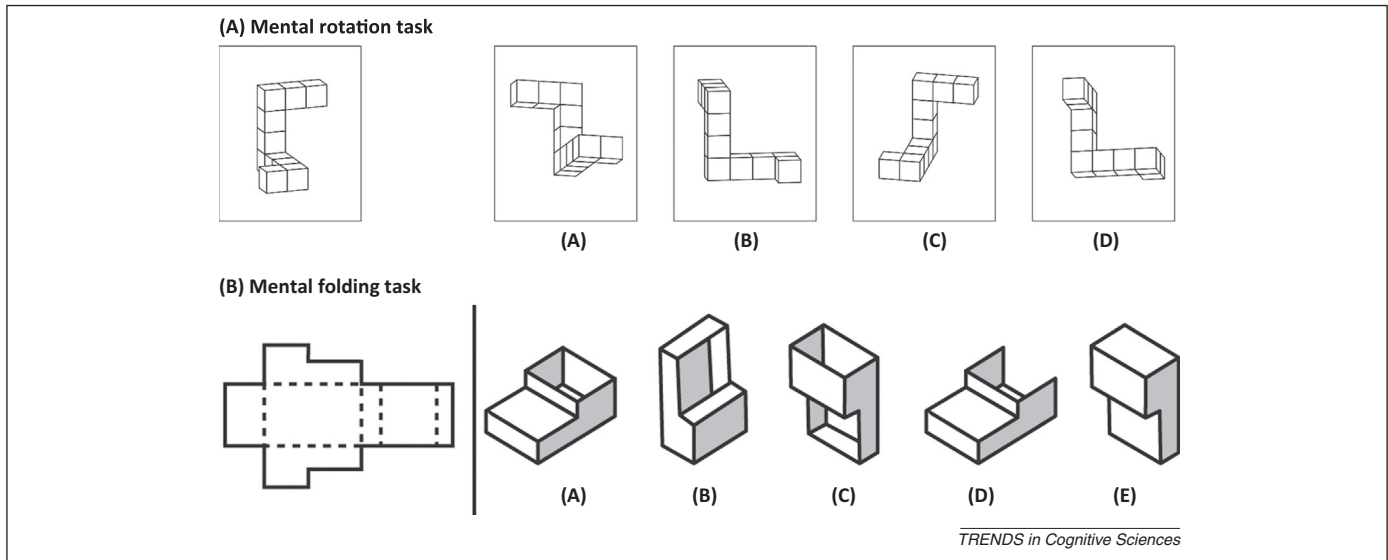 (A) Mental rotation task
(A) (B) (C) (D)
(B) Mental folding task
(A) (B) (C) (D) (E)
TRENDS in Cognitive Sciences